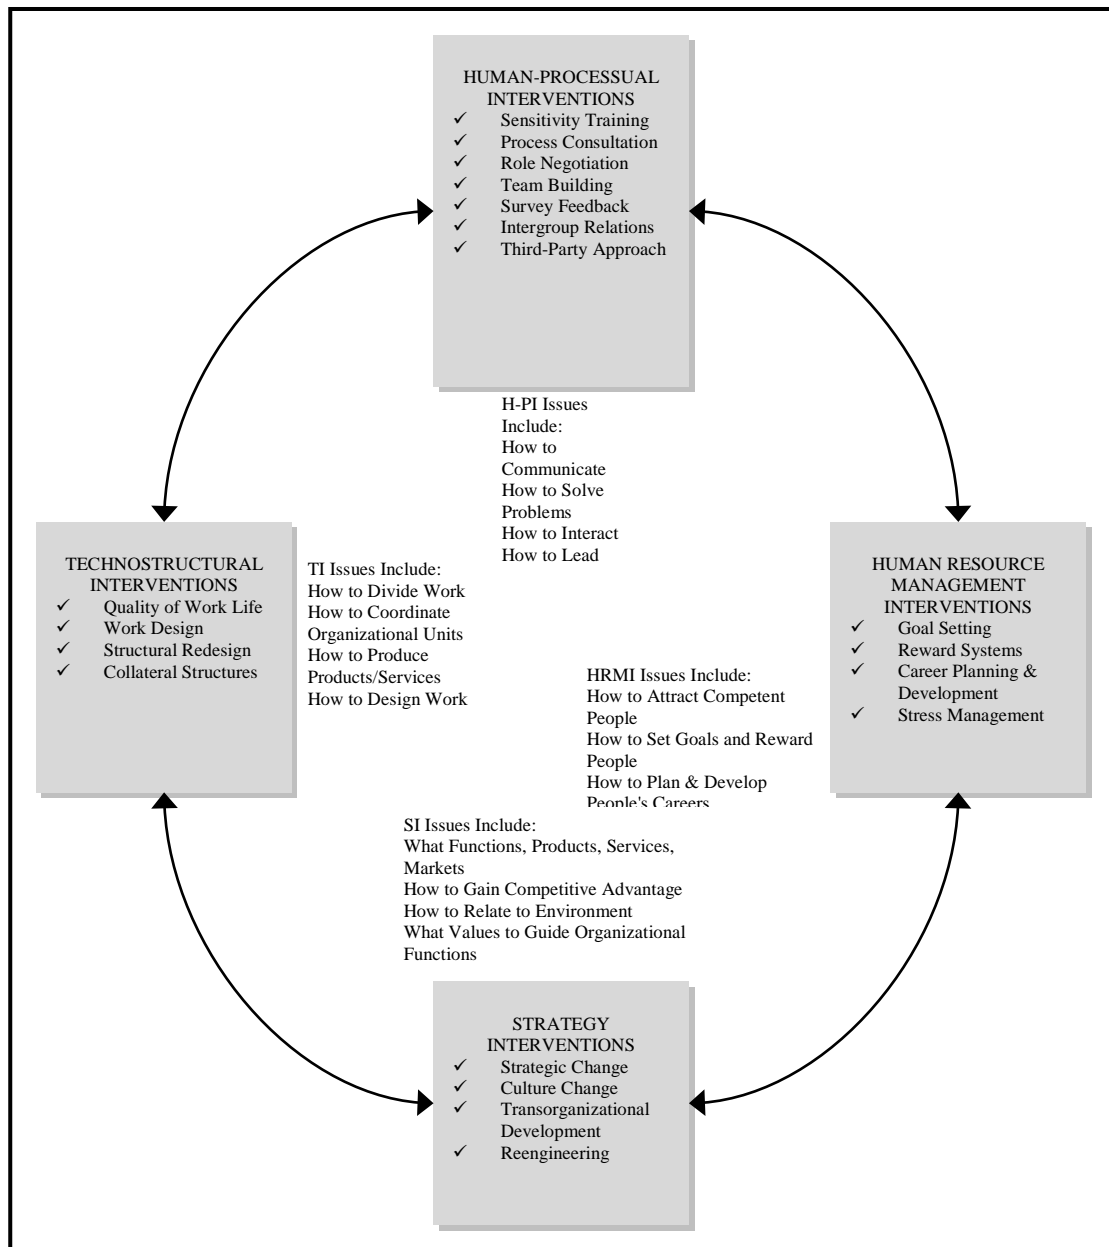 HUMAN-PROCESSUAL
INTERVENTIONS
✓ Sensitivity Training
✓ Process Consultation
✓ Role Negotiation
✓ Team Building
✓ Survey Feedback
✓ Intergroup Relations
✓ Third-Party Approach
H-PI Issues
Include:
How to
Communicate
How to Solve
Problems
How to Interact
How to Lead
TECHNOSTRUCTURAL
INTERVENTIONS
✓ Quality of Work Life
✓ Work Design
✓ Structural Redesign
✓ Collateral Structures
TI Issues Include:
How to Divide Work
How to Coordinate
Organizational Units
How to Produce
Products/Services
How to Design Work
HUMAN RESOURCE
MANAGEMENT
INTERVENTIONS
✓ Goal Setting
✓ Reward Systems
✓ Career Planning &
Development
✓ Stress Management
HRMI Issues Include:
How to Attract Competent
People
How to Set Goals and Reward
People
How to Plan & Develop
People's Careers
SI Issues Include:
What Functions, Products, Services,
Markets
How to Gain Competitive Advantage
How to Relate to Environment
What Values to Guide Organizational
Functions
STRATEGY
INTERVENTIONS
✓ Strategic Change
✓ Culture Change
✓ Transorganizational
Development
✓ Reengineering